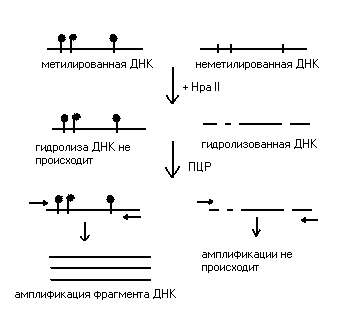 метилированная ДНК
неметилированная ДНК
+ Hpa II
гидролиза ДНК не
происходит
гидролизованная ДНК
ПЦР
амплификации не
происходит
амплификация фрагмента ДНК